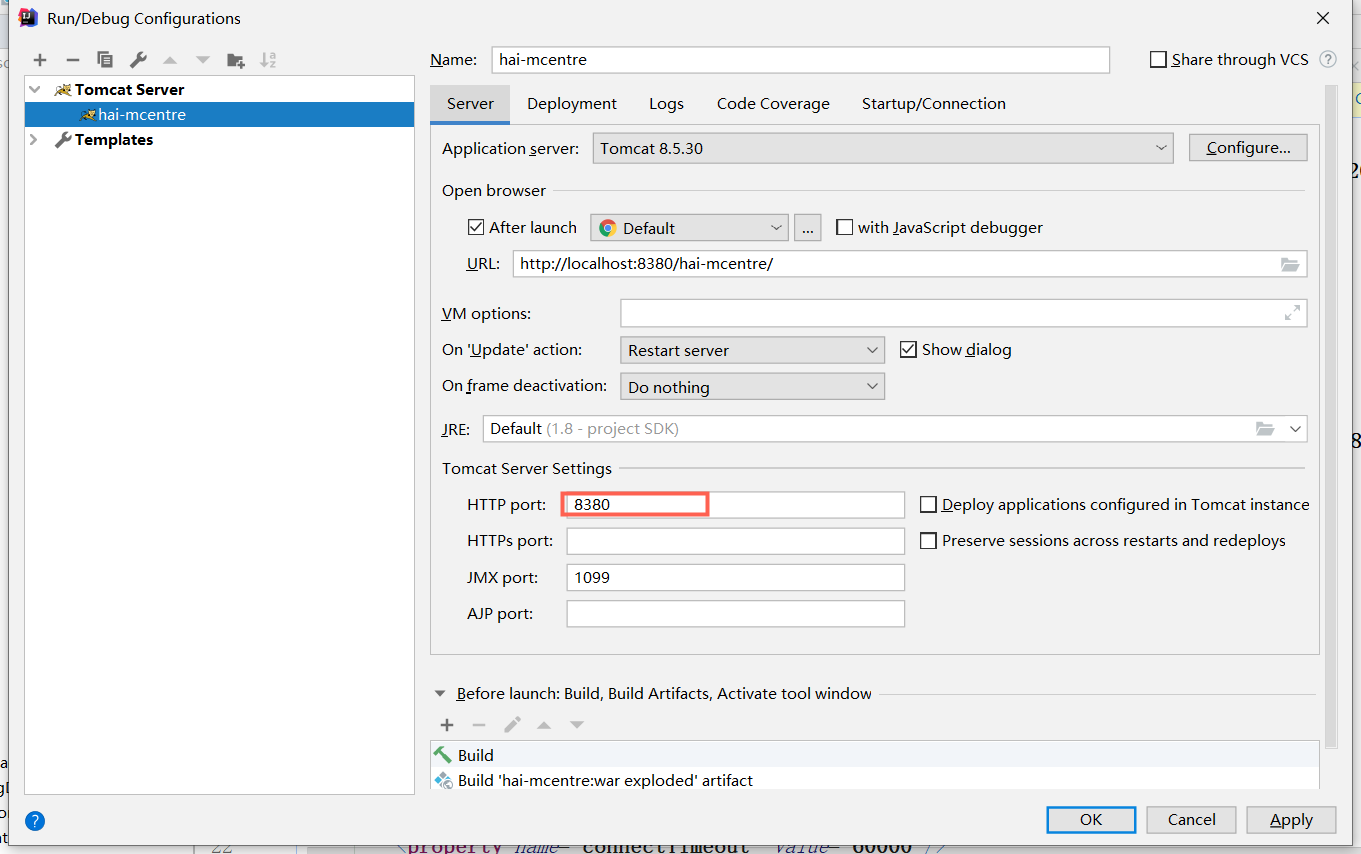 Run/Debug Configurations
Name: hai-mcentre
Share through VCS ?
Tomcat Server
hai-mcentre
Templates
Server Deployment Logs Code Coverage Startup/Connection
Application server: Tomcat 8.5.30 Configure...
Open browser
After launch Default ... with JavaScript debugger
URL: http://localhost:8380/hai-mcentre/
VM options:
On 'Update' action: Restart server Show dialog
On frame deactivation: Do nothing
JRE: Default (1.8 - project SDK)
Tomcat Server Settings
HTTP port: 8380 Deploy applications configured in Tomcat instance
HTTPs port: Preserve sessions across restarts and redeploys
JMX port: 1099
AJP port:
Before launch: Build, Build Artifacts, Activate tool window
Build
Build 'hai-mcentre:war exploded' artifact
? OK Cancel Apply
22 <property name="connectTimeout" value="60000"/>